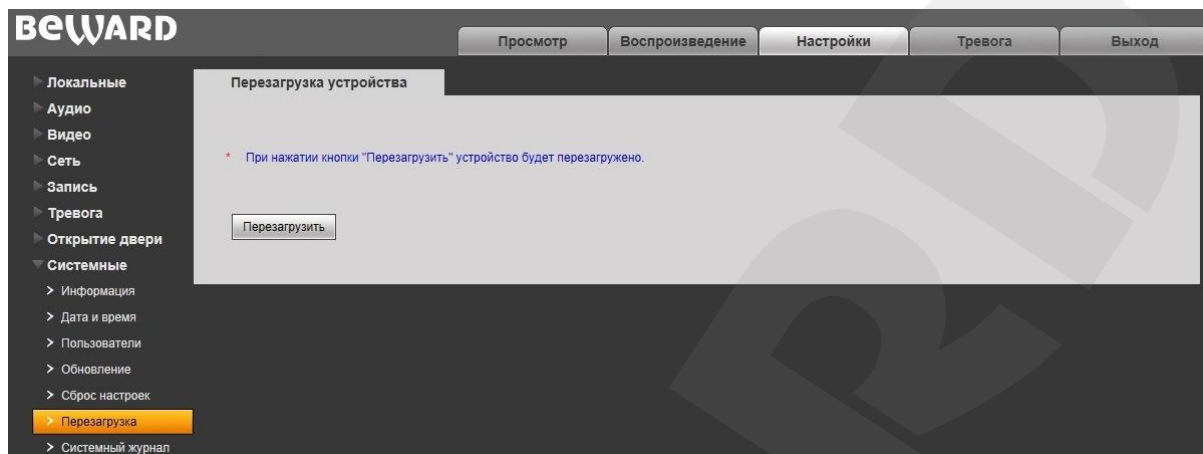 BEWARD
Просмотр Воспроизведение Настройки Тревога Выход
Локальные
Аудио
Видео
Сеть
Запись
Тревога
Открытие двери
Системные
> Информация
> Дата и время
> Пользователи
> Обновление
> Сброс настроек
> Перезагрузка
> Системный журнал
Перезагрузка устройства
* При нажатии кнопки "Перезагрузить" устройство будет перезагружено.
Перезагрузить